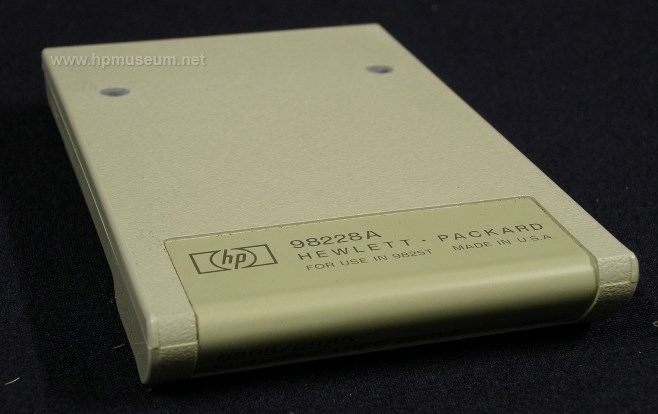 www.hpmuseum.net
hp
98228A
HEWLETT · PACKARD
FOR USE IN 9825T MADE IN U.S.A.